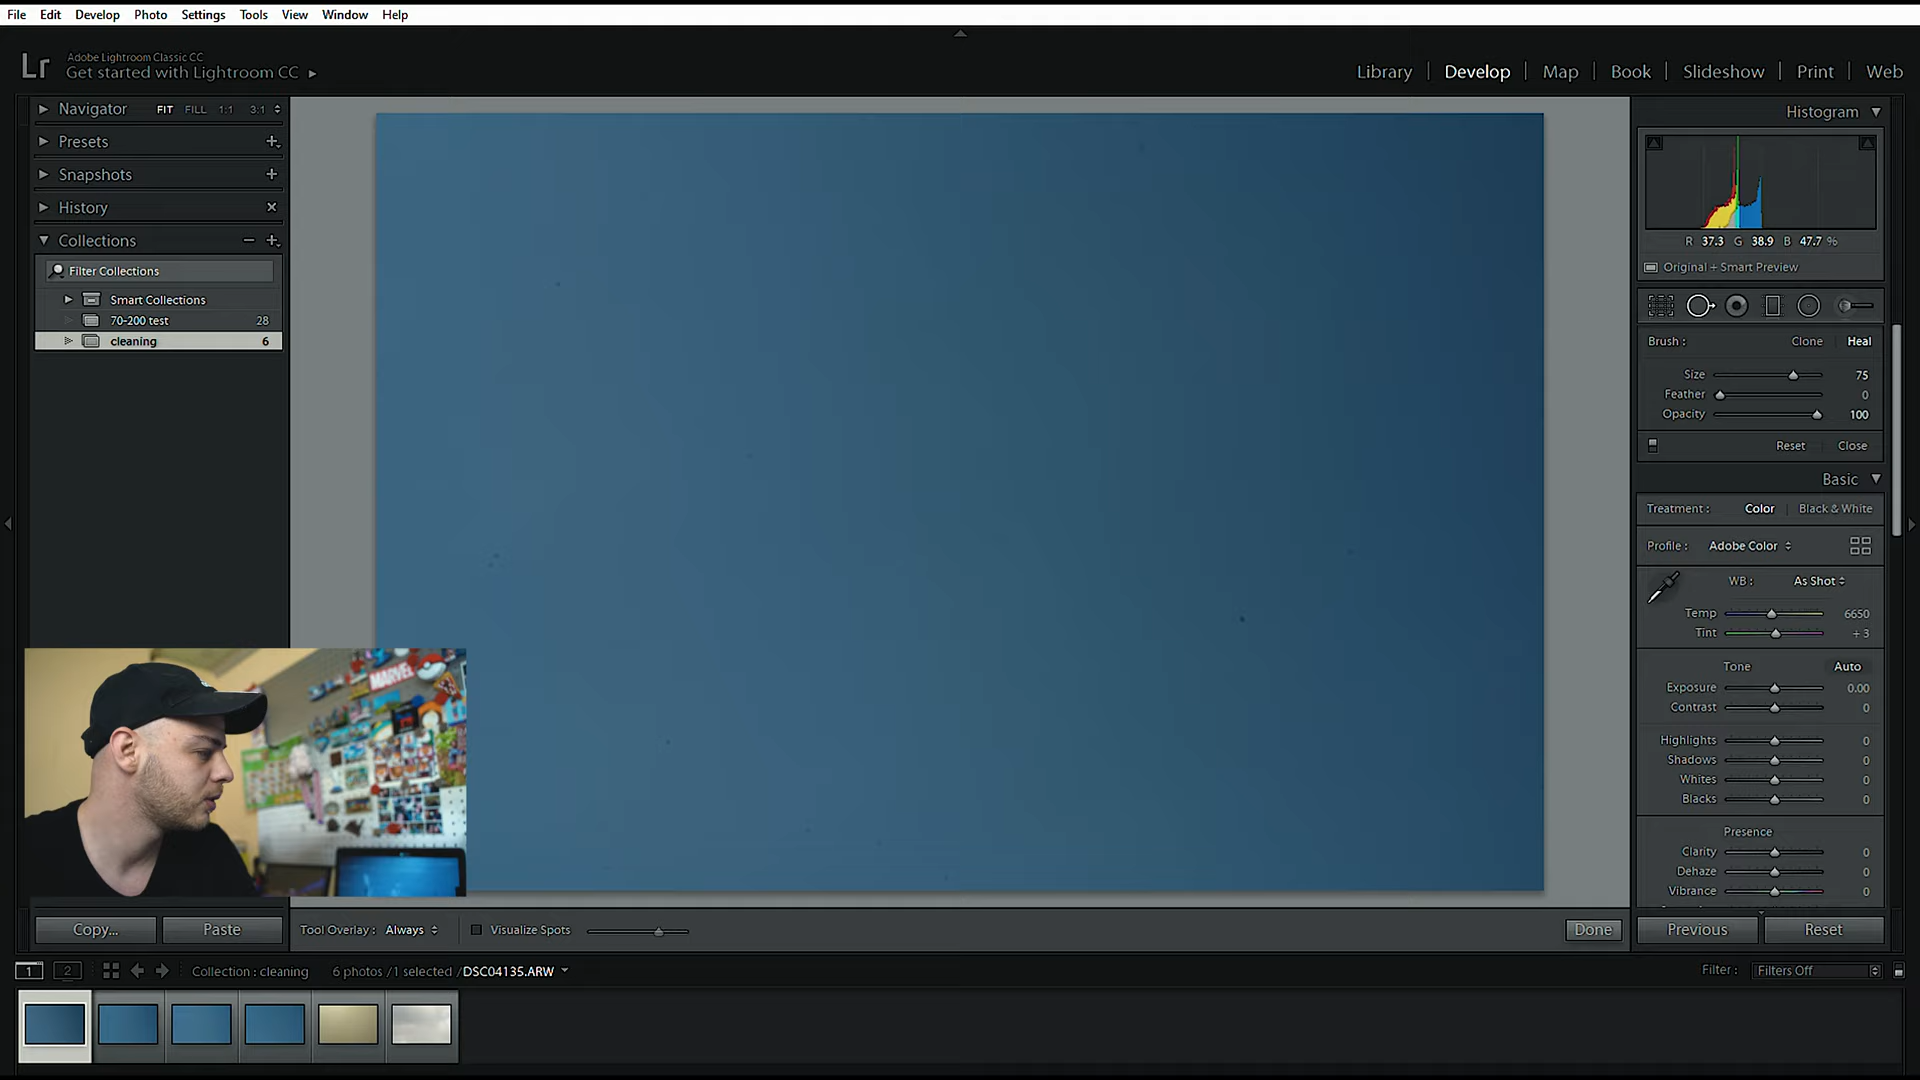 File Edit Develop Photo Settings Tools View Window Help
Lr
Adobe Lightroom Classic CC
Get started with Lightroom CC
Library Develop Map Book Slideshow Print Web
Navigator FIT FILL 1:1 3:1
Presets
Snapshots
History
Collections
Filter Collections
Smart Collections
70-200 test 28
cleaning 6
Histogram
R 37.3 G 38.9 B 47.7 %
Original + Smart Preview
Brush : Clone Heal
Size 75
Feather 0
Opacity 100
Reset Close
Basic
Treatment : Color Black & White
Profile : Adobe Color
WB : As Shot
Temp 6650
Tint + 3
Tone Auto
Exposure 0.00
Contrast 0
Highlights 0
Shadows 0
Whites 0
Blacks 0
Presence
Clarity 0
Dehaze 0
Vibrance 0
MARVEL
Copy... Paste
Tool Overlay : Always Visualize Spots Done
Previous Reset
1 2 Collection : cleaning 6 photos / 1 selected / DSC04135.ARW
Filter : Filters Off